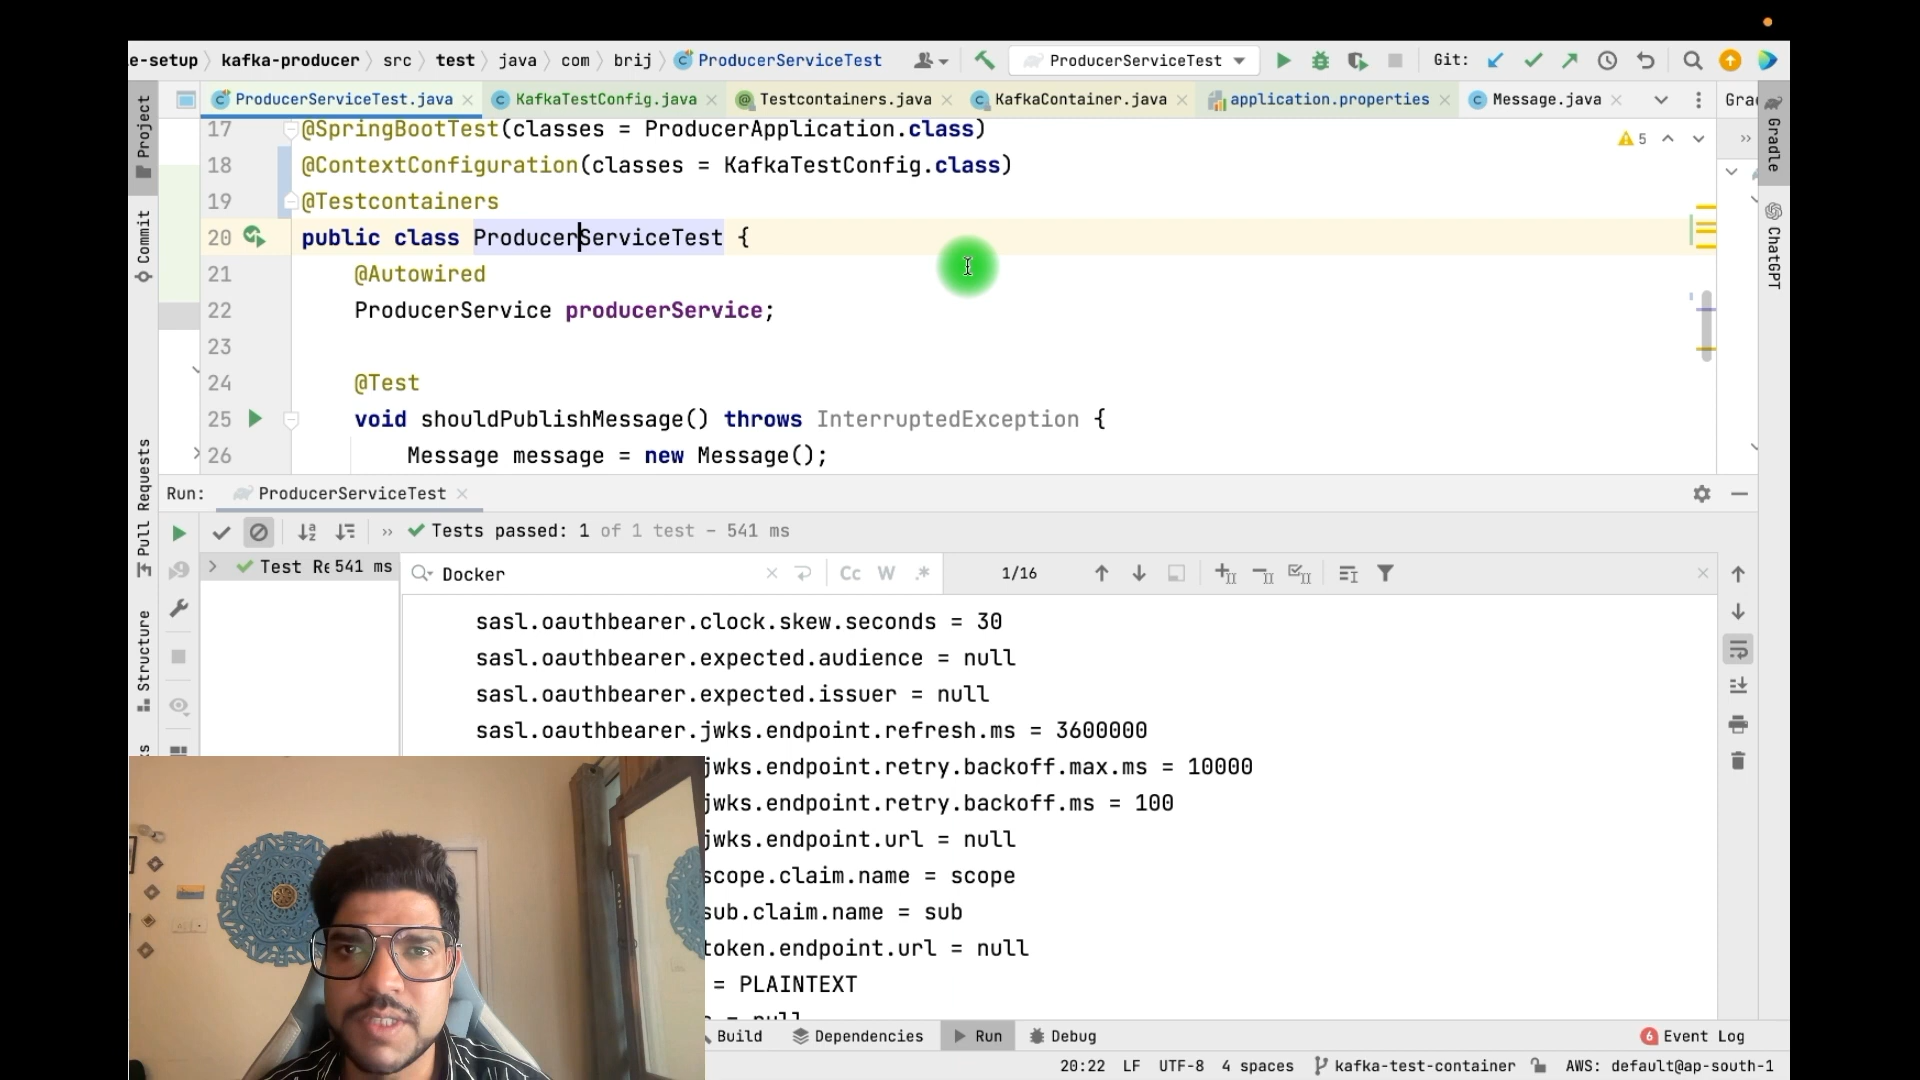 e-setup kafka-producer src test java com brij ProducerServiceTest ProducerServiceTest Git:
ProducerServiceTest.java KafkaTestConfig.java Testcontainers.java KafkaContainer.java application.properties Message.java Gra
17 @SpringBootTest(classes = ProducerApplication.class)
18 @ContextConfiguration(classes = KafkaTestConfig.class)
19 @Testcontainers
20 public class ProducerServiceTest {
21 @Autowired
22 ProducerService producerService;
23
24 @Test
25 void shouldPublishMessage() throws InterruptedException {
26 Message message = new Message();
5
Project
Commit
Pull Requests
Structure
Gradle
ChatGPT
Run: ProducerServiceTest
Tests passed: 1 of 1 test – 541 ms
Test Re 541 ms
Docker Cc W .* 1/16
sasl.oauthbearer.clock.skew.seconds = 30
sasl.oauthbearer.expected.audience = null
sasl.oauthbearer.expected.issuer = null
sasl.oauthbearer.jwks.endpoint.refresh.ms = 3600000
jwks.endpoint.retry.backoff.max.ms = 10000
jwks.endpoint.retry.backoff.ms = 100
jwks.endpoint.url = null
scope.claim.name = scope
sub.claim.name = sub
token.endpoint.url = null
= PLAINTEXT
= null
Build Dependencies Run Debug 6 Event Log
20:22 LF UTF-8 4 spaces kafka-test-container AWS: default@ap-south-1